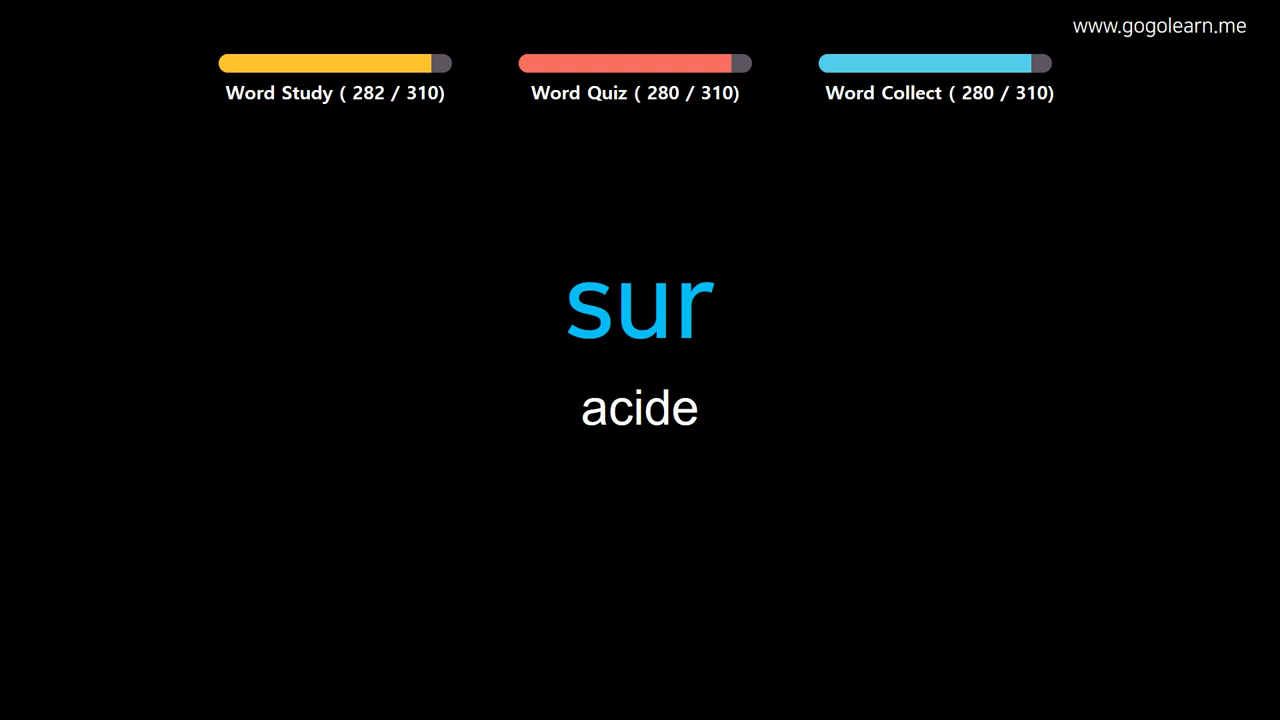 www.gogolearn.me
Word Study ( 282 / 310)
Word Quiz ( 280 / 310)
Word Collect ( 280 / 310)
sur
acide